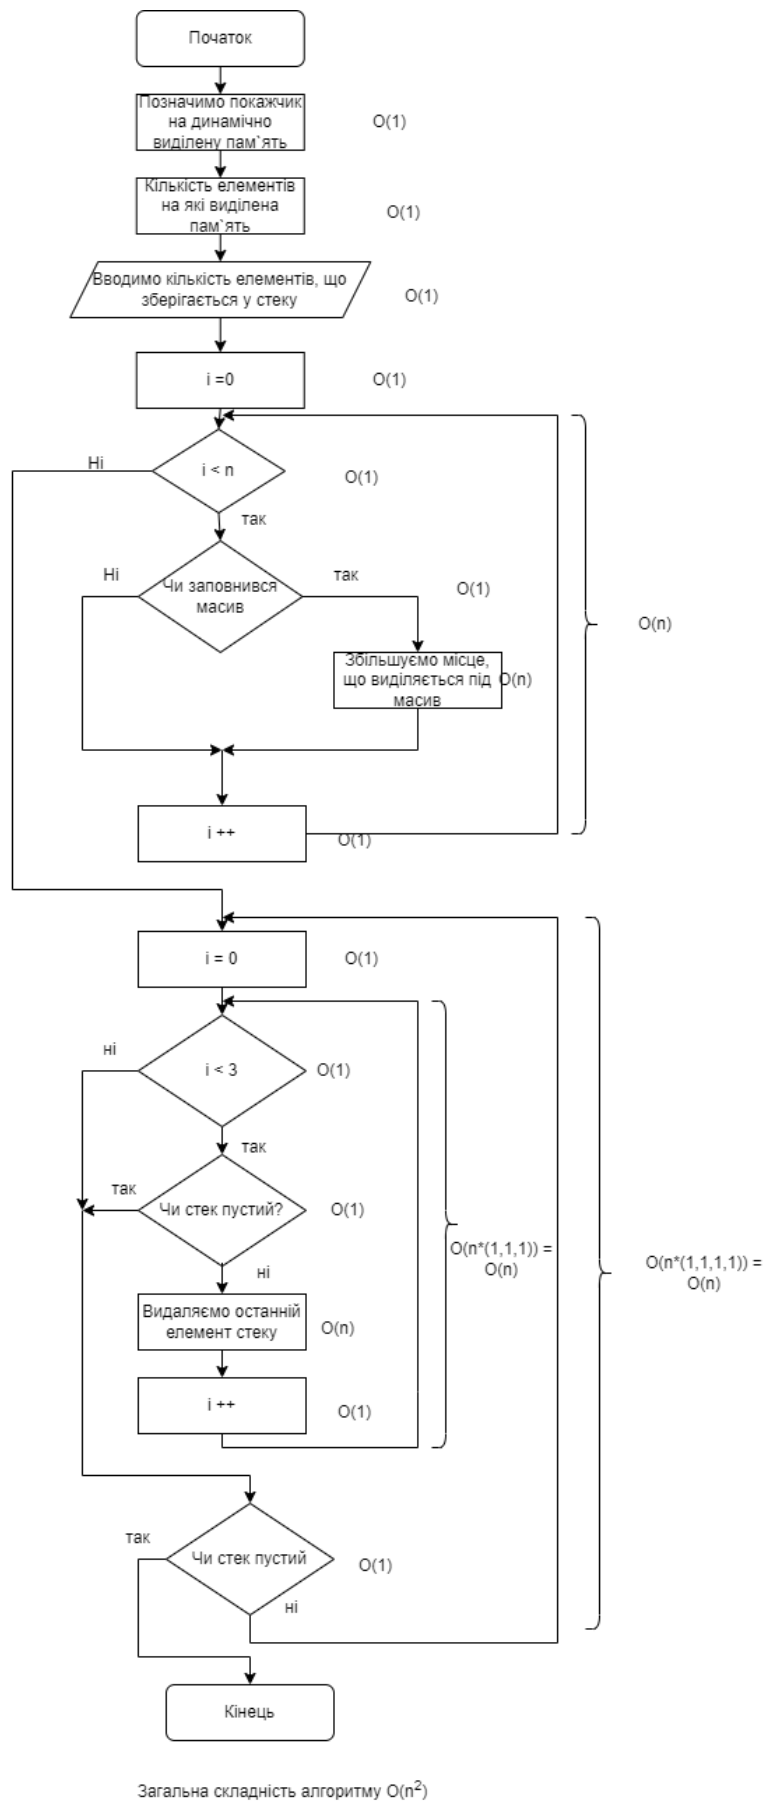 Початок
Позначимо покажчик
на динамічно
виділену пам`ять
O(1)
Кількість елементів
на які виділена
пам`ять
O(1)
Вводимо кількість елементів, що
зберігається у стеку
O(1)
i =0
O(1)
Ні
i < n
O(1)
так
Ні
Чи заповнився
масив
так
O(1)
O(n)
Збільшуємо місце,
що виділяється під
масив
O(n)
i ++
O(1)
i = 0
O(1)
ні
i < 3
O(1)
так
так
Чи стек пустий?
O(1)
O(n*(1,1,1)) =
O(n)
O(n*(1,1,1,1)) =
O(n)
ні
Видаляємо останній
елемент стеку
O(n)
i ++
O(1)
так
Чи стек пустий
O(1)
ні
Кінець
Загальна складність алгоритму O(n²)